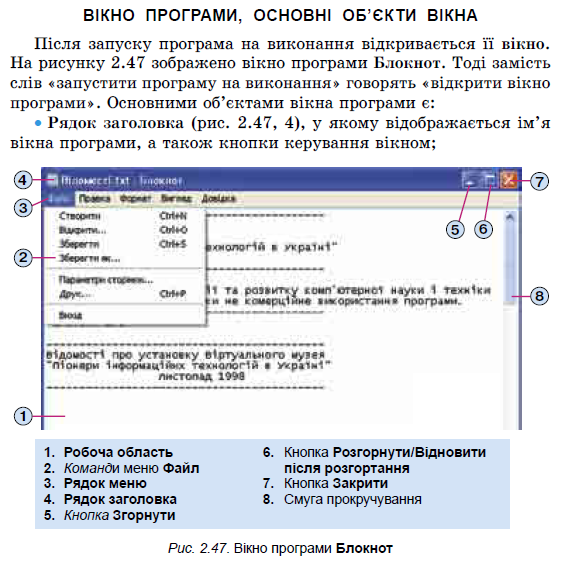 ВІКНО ПРОГРАМИ, ОСНОВНІ ОБ’ЄКТИ ВІКНА
Після запуску програма на виконання відкривається її вікно.
На рисунку 2.47 зображено вікно програми Блокнот. Тоді замість
слів «запустити програму на виконання» говорять «відкрити вікно
програми». Основними об’єктами вікна програми є:
• Рядок заголовка (рис. 2.47, 4), у якому відображається ім’я
вікна програми, а також кнопки керування вікном;
4
Відомості.txt - Блокнот
7
3
Правка Формат Вигляд Довідка
5
6
Створити Ctrl+N
Відкрити... Ctrl+O
Зберегти Ctrl+S
ехнологій в Україні"
2
Зберегти як...
Параметри сторінки...
ії та розвитку комп'ютерної науки і техніки
Друк... Ctrl+P
ки не комерційне використання програми.
8
Вихід
Відомості про установку віртуального музея
"Піонери інформаційних технологій в Україні"
листопад 1998
1
1. Робоча область
2. Команди меню Файл
3. Рядок меню
4. Рядок заголовка
5. Кнопка Згорнути
6. Кнопка Розгорнути/Відновити
після розгортання
7. Кнопка Закрити
8. Смуга прокручування
Рис. 2.47. Вікно програми Блокнот